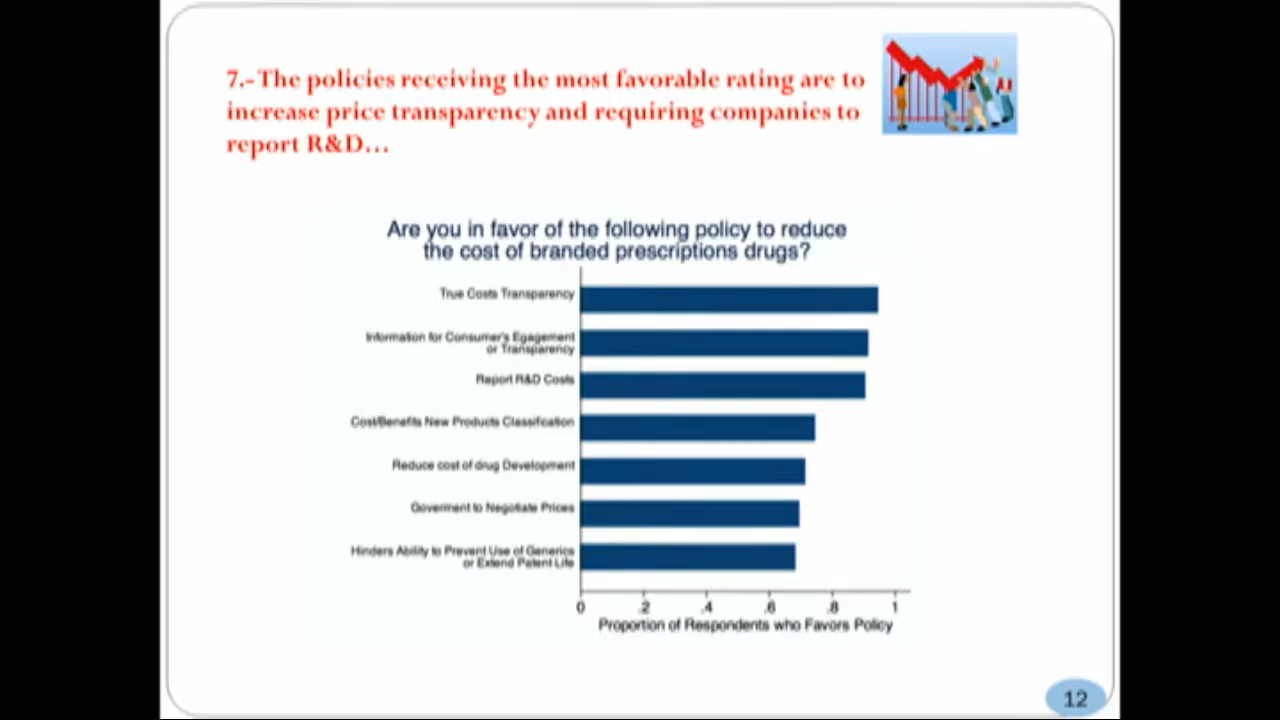 7.-The policies receiving the most favorable rating are to
increase price transparency and requiring companies to
report R&D...
Are you in favor of the following policy to reduce
the cost of branded prescriptions drugs?
True Costs Transparency
Information for Consumer's Egagement
or Transparency
Report R&D Costs
Cost/Benefits New Products Classification
Reduce cost of drug Development
Goverment to Negotiate Prices
Hinders Ability to Prevent Use of Generics
or Extend Patent Life
0 .2 .4 .6 .8 1
Proportion of Respondents who Favors Policy
12